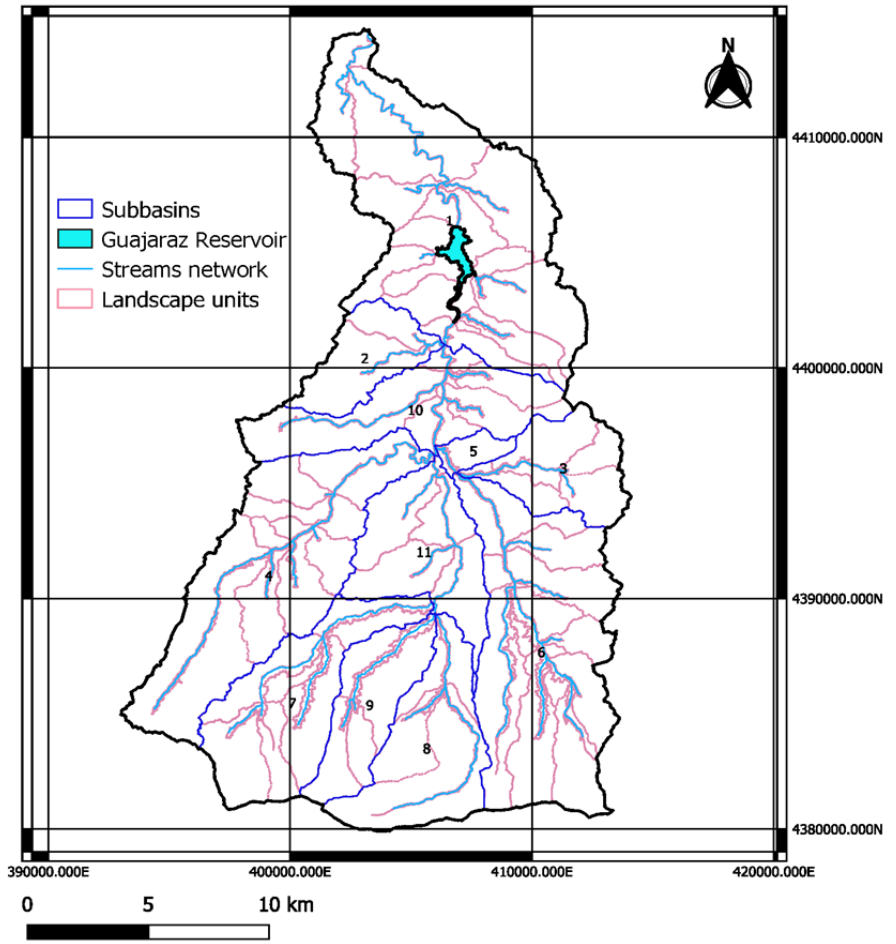 N
4410000.000N
Subbasins
Guajaraz Reservoir
Streams network
Landscape units
1
2
4400000.000N
10
5
3
11
4
4390000.000N
6
7
9
8
4380000.000N
390000.000E
400000.000E
410000.000E
420000.000E
0
5
10 km